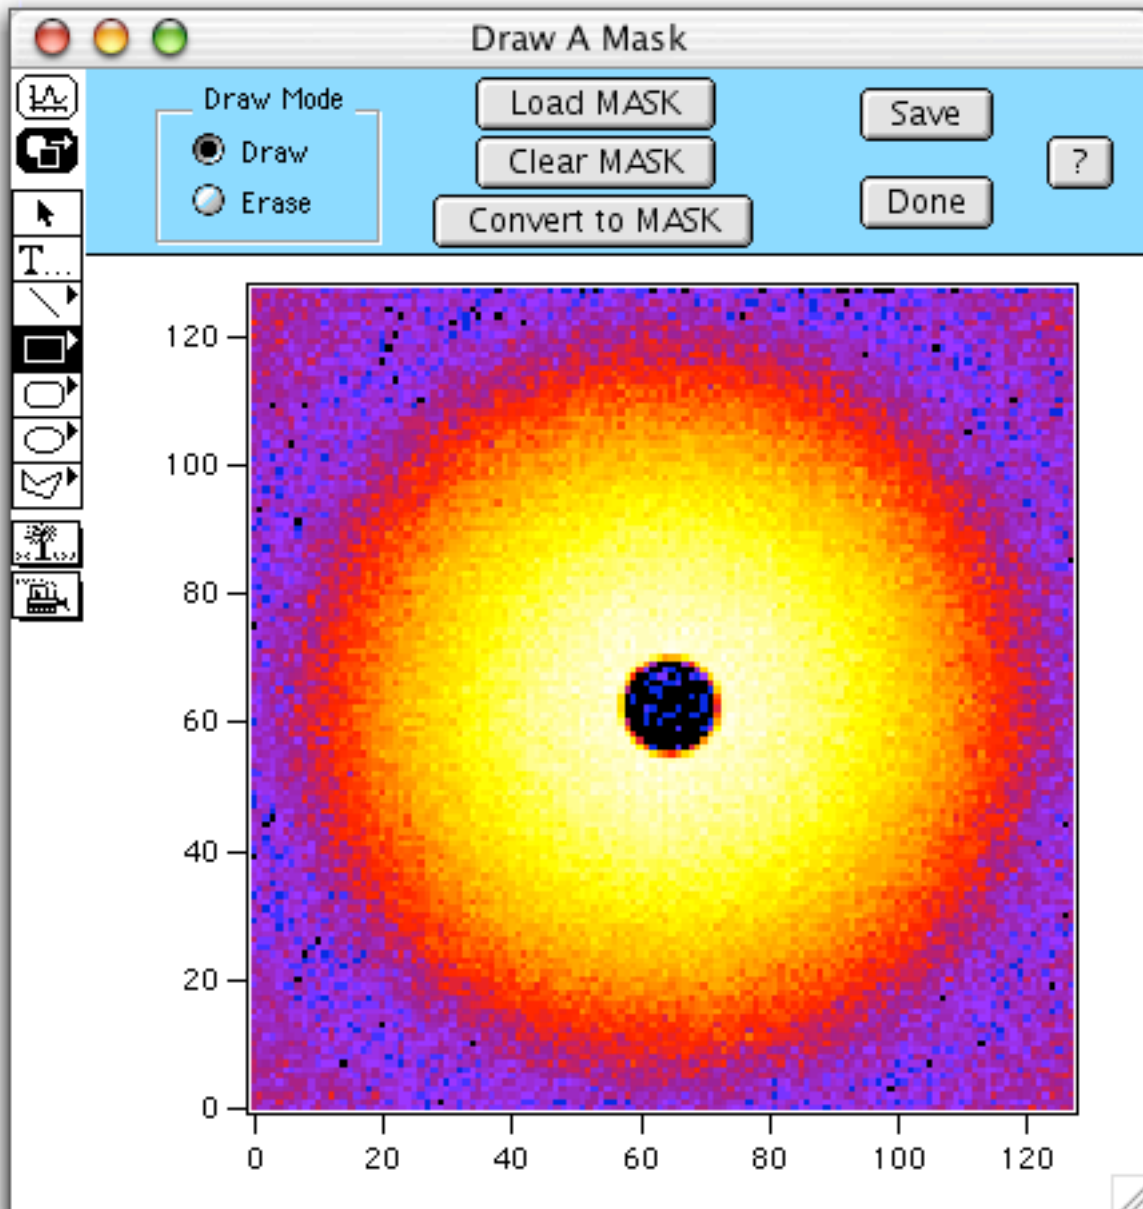 Draw A Mask
Draw Mode
Draw
Erase
Load MASK
Clear MASK
Convert to MASK
Save
Done
?
T...
120
100
80
60
40
20
0
0 20 40 60 80 100 120